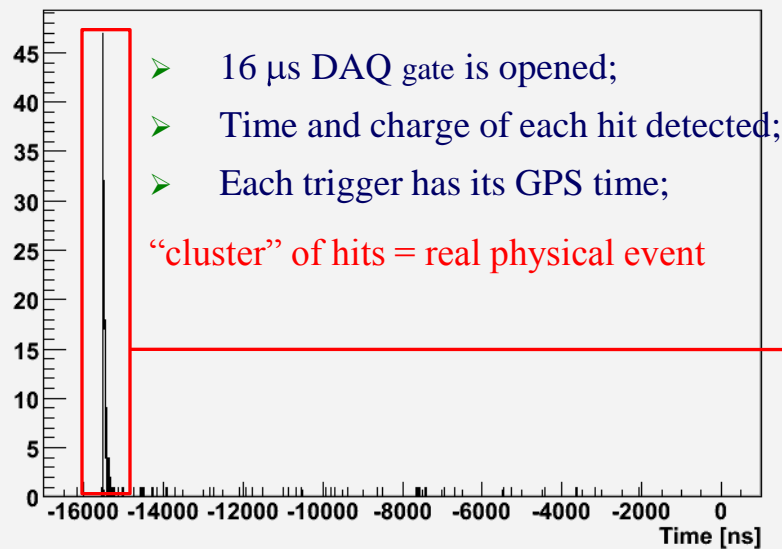 45
40
35
30
25
20
15
10
5
0
➢ 16 μs DAQ gate is opened;
➢ Time and charge of each hit detected;
➢ Each trigger has its GPS time;
“cluster” of hits = real physical event
-16000 -14000 -12000 -10000 -8000 -6000 -4000 -2000 0
Time [ns]